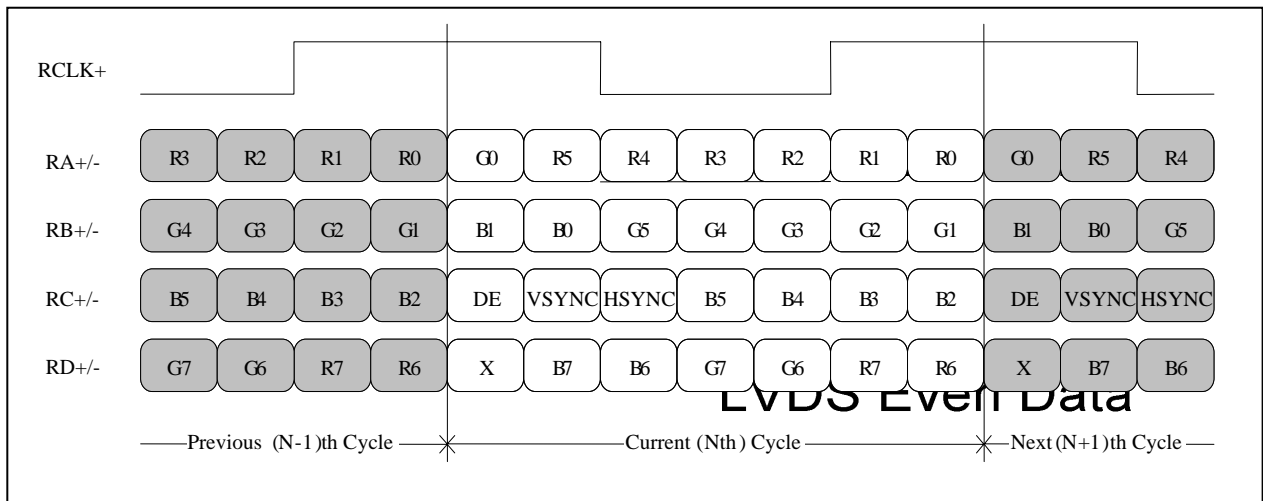 RCLK+
RA+/- R3 R2 R1 R0 G0 R5 R4 R3 R2 R1 R0 G0 R5 R4
RB+/- G4 G3 G2 G1 B1 B0 G5 G4 G3 G2 G1 B1 B0 G5
RC+/- B5 B4 B3 B2 DE VSYNC HSYNC B5 B4 B3 B2 DE VSYNC HSYNC
RD+/- G7 G6 R7 R6 X B7 B6 G7 G6 R7 R6 X B7 B6
LVDS Even Data
Previous (N-1)th Cycle Current (Nth) Cycle Next (N+1)th Cycle